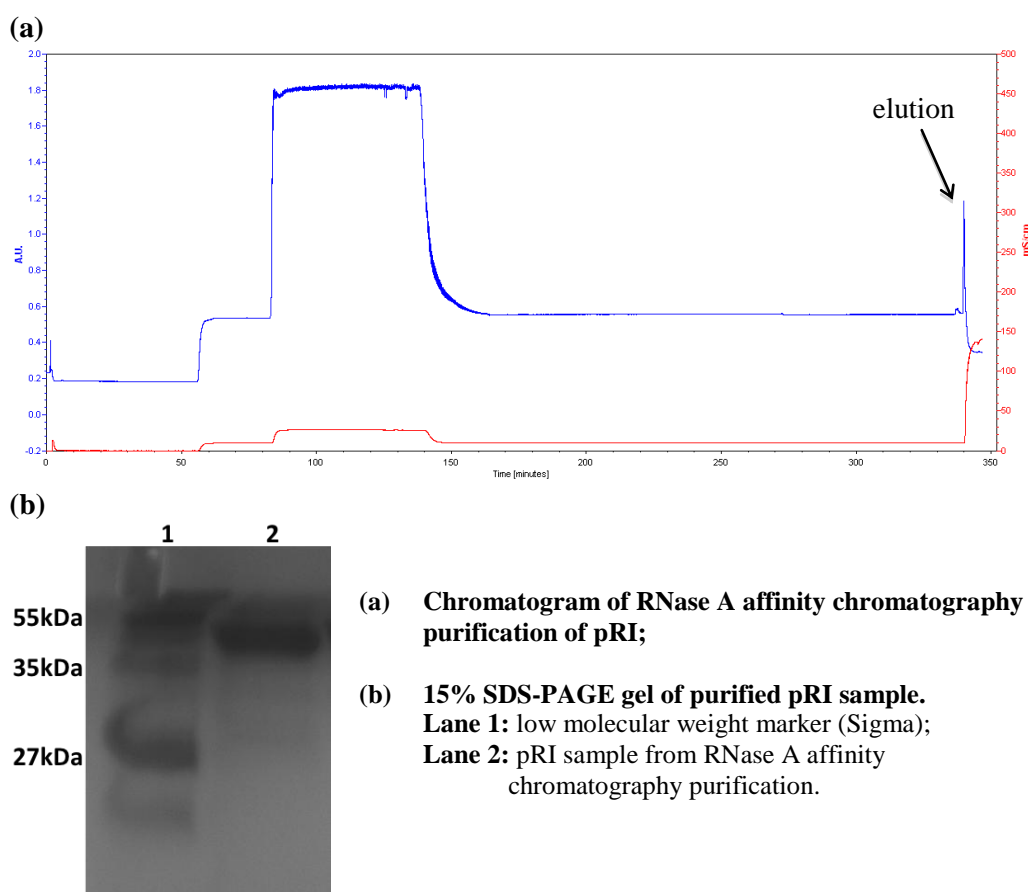 (a)
2.0
1.8
1.6
1.4
1.2
1.0
0.8
0.6
0.4
0.2
0.0
-0.2
A.U.
elution
500
450
400
350
300
250
200
150
100
50
0
mS/cm
0 50 100 150 200 250 300 350
Time [minutes]
(b)
1 2
55kDa
35kDa
27kDa
(a) Chromatogram of RNase A affinity chromatography
purification of pRI;
(b) 15% SDS-PAGE gel of purified pRI sample.
Lane 1: low molecular weight marker (Sigma);
Lane 2: pRI sample from RNase A affinity
chromatography purification.